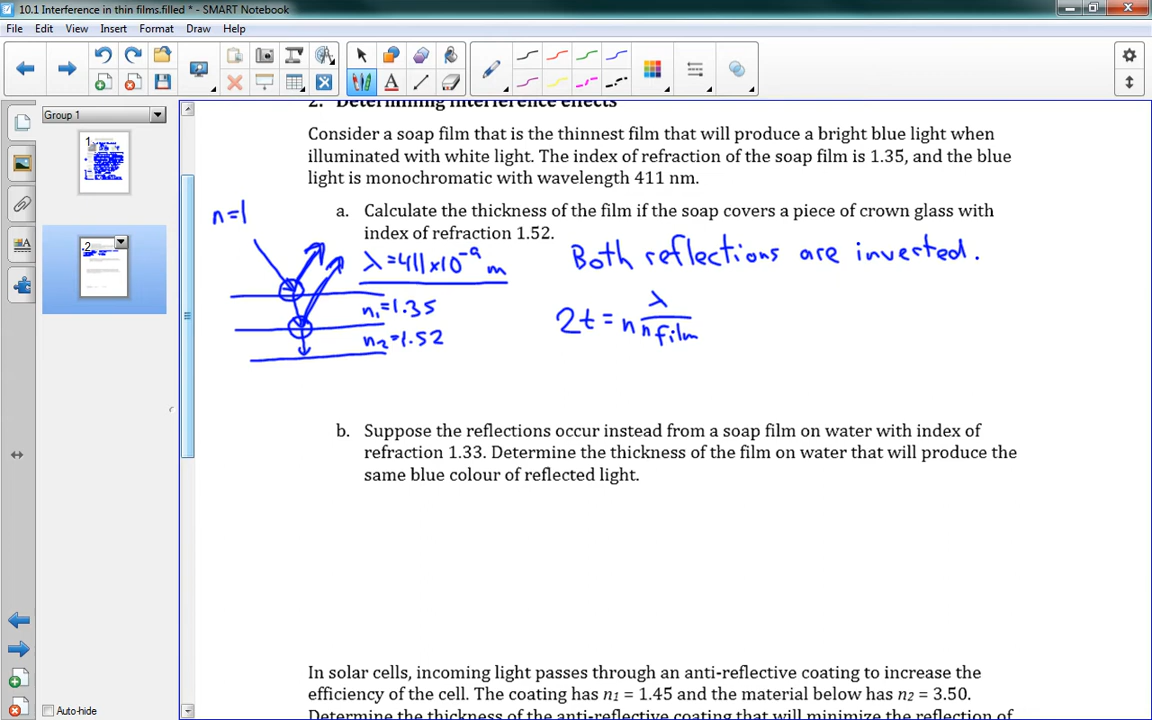 10.1 Interference in thin films.filled * - SMART Notebook
File Edit View Insert Format Draw Help
Group 1
1
2
2. Determining interference effects
Consider a soap film that is the thinnest film that will produce a bright blue light when
illuminated with white light. The index of refraction of the soap film is 1.35, and the blue
light is monochromatic with wavelength 411 nm.
a. Calculate the thickness of the film if the soap covers a piece of crown glass with
index of refraction 1.52.
n=1
λ=411×10⁻⁹ m
n₁=1.35
n₂=1.52
Both reflections are inverted.
2t = n λ/n film
b. Suppose the reflections occur instead from a soap film on water with index of
refraction 1.33. Determine the thickness of the film on water that will produce the
same blue colour of reflected light.
In solar cells, incoming light passes through an anti-reflective coating to increase the
efficiency of the cell. The coating has n₁ = 1.45 and the material below has n₂ = 3.50.
Determine the thickness of the anti-reflective coating that will minimize the reflection of
Auto-hide